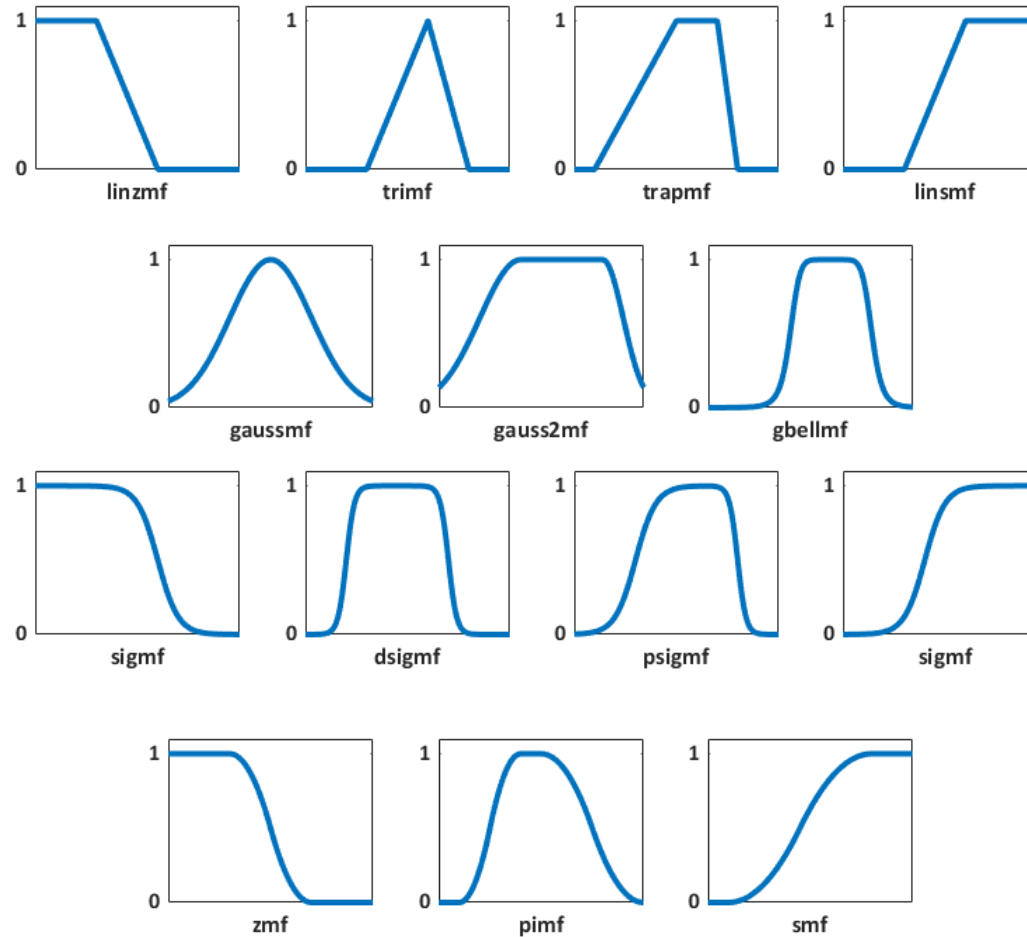 1 1 1 1
0 0 0 0
linzmf trimf trapmf linsmf
1 1 1
0 0 0
gaussmf gauss2mf gbellmf
1 1 1 1
0 0 0 0
sigmf dsigmf psigmf sigmf
1 1 1
0 0 0
zmf pimf smf